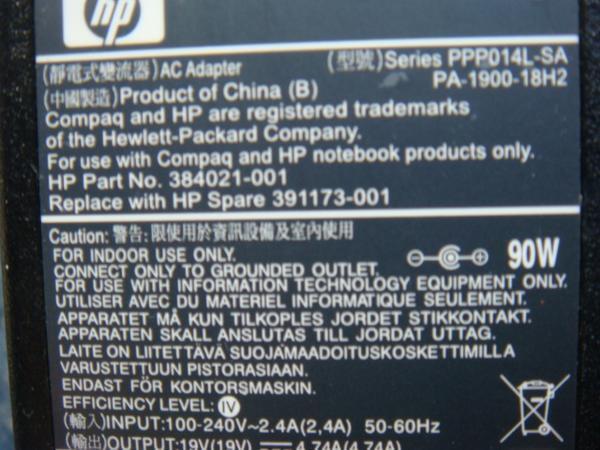 hp
(靜電式變流器) AC Adapter (型號)Series PPP014L-SA
PA-1900-18H2
(中國製造) Product of China (B)
Compaq and HP are registered trademarks
of the Hewlett-Packard Company.
For use with Compaq and HP notebook products only.
HP Part No. 384021-001
Replace with HP Spare 391173-001
Caution: 警告: 限使用於資訊設備及室內使用
FOR INDOOR USE ONLY.
CONNECT ONLY TO GROUNDED OUTLET.
90W
FOR USE WITH INFORMATION TECHNOLOGY EQUIPMENT ONLY.
UTILISER AVEC DU MATERIEL INFORMATIQUE SEULEMENT.
APPARATET MÅ KUN TILKOPLES JORDET STIKKONTAKT.
APPARATEN SKALL ANSLUTAS TILL JORDAT UTTAG.
LAITE ON LIITETTÄVÄ SUOJAMAADOITUSKOSKETTIMILLA
VARUSTETTUUN PISTORASIAAN.
ENDAST FÖR KONTORSMASKIN.
EFFICIENCY LEVEL: IV
(輸入) INPUT:100-240V~2.4A(2,4A) 50-60Hz
(輸出) OUTPUT:19V(19V) 4.74A(4,74A)